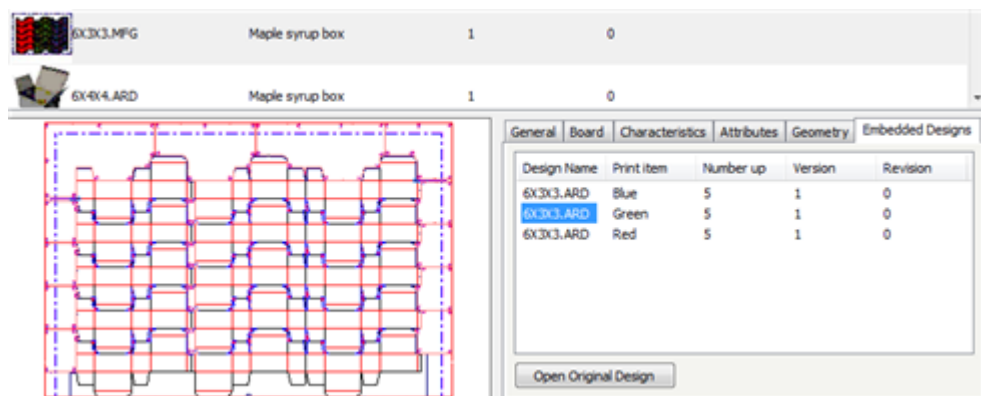 6X3X3.MFG Maple syrup box 1 0
6X4X4.ARD Maple syrup box 1 0
General Board Characteristics Attributes Geometry Embedded Designs
Design Name Print item Number up Version Revision
6X3X3.ARD Blue 5 1 0
6X3X3.ARD Green 5 1 0
6X3X3.ARD Red 5 1 0
Open Original Design